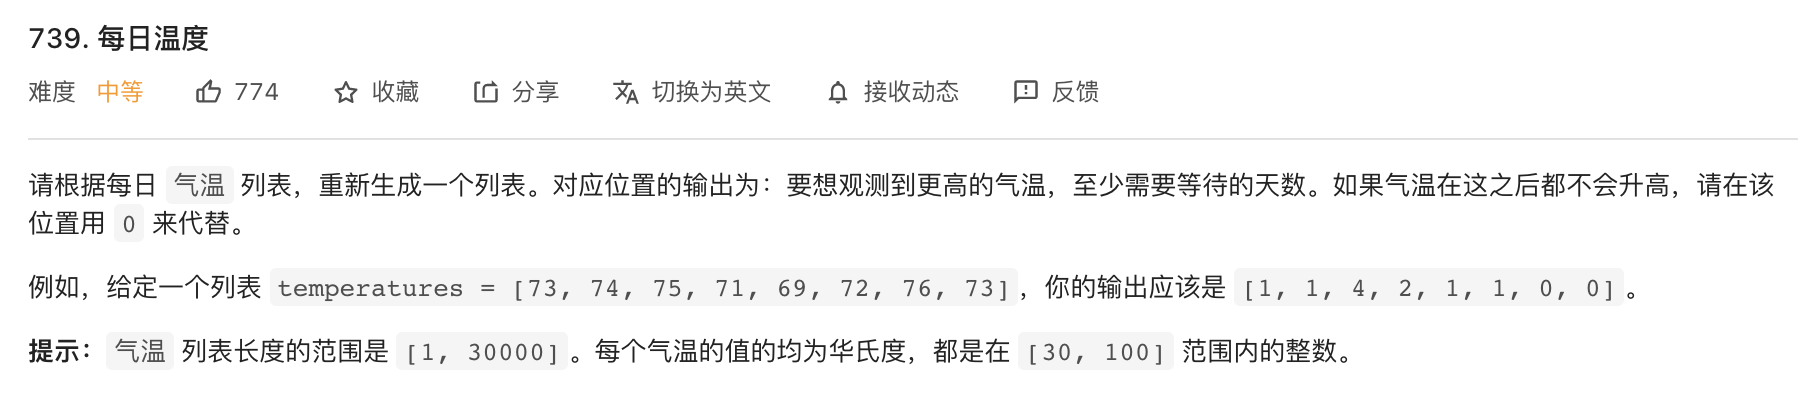 739. 每日温度
难度 中等 774 收藏 分享 切换为英文 接收动态 反馈
请根据每日 气温 列表，重新生成一个列表。对应位置的输出为：要想观测到更高的气温，至少需要等待的天数。如果气温在这之后都不会升高，请在该
位置用 0 来代替。
例如，给定一个列表 temperatures = [73, 74, 75, 71, 69, 72, 76, 73]，你的输出应该是 [1, 1, 4, 2, 1, 1, 0, 0]。
提示：气温 列表长度的范围是 [1, 30000]。每个气温的值的均为华氏度，都是在 [30, 100] 范围内的整数。